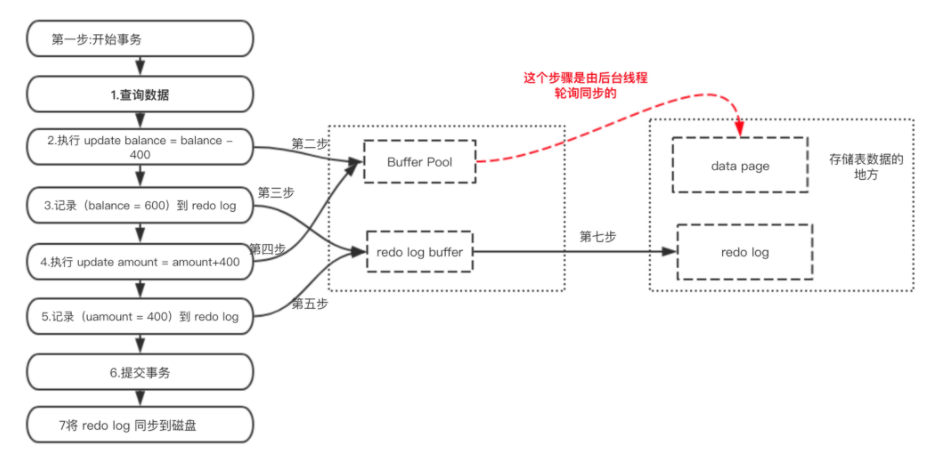 第一步:开始事务
1.查询数据
2.执行 update balance = balance –
400
3.记录（balance = 600）到 redo log
4.执行 update amount = amount+400
5.记录（uamount = 400）到 redo log
6.提交事务
7将 redo log 同步到磁盘
第二步
第三步
第四步
第五步
Buffer Pool
redo log buffer
第七步
这个步骤是由后台线程
轮询同步的
data page
redo log
存储表数据的
地方